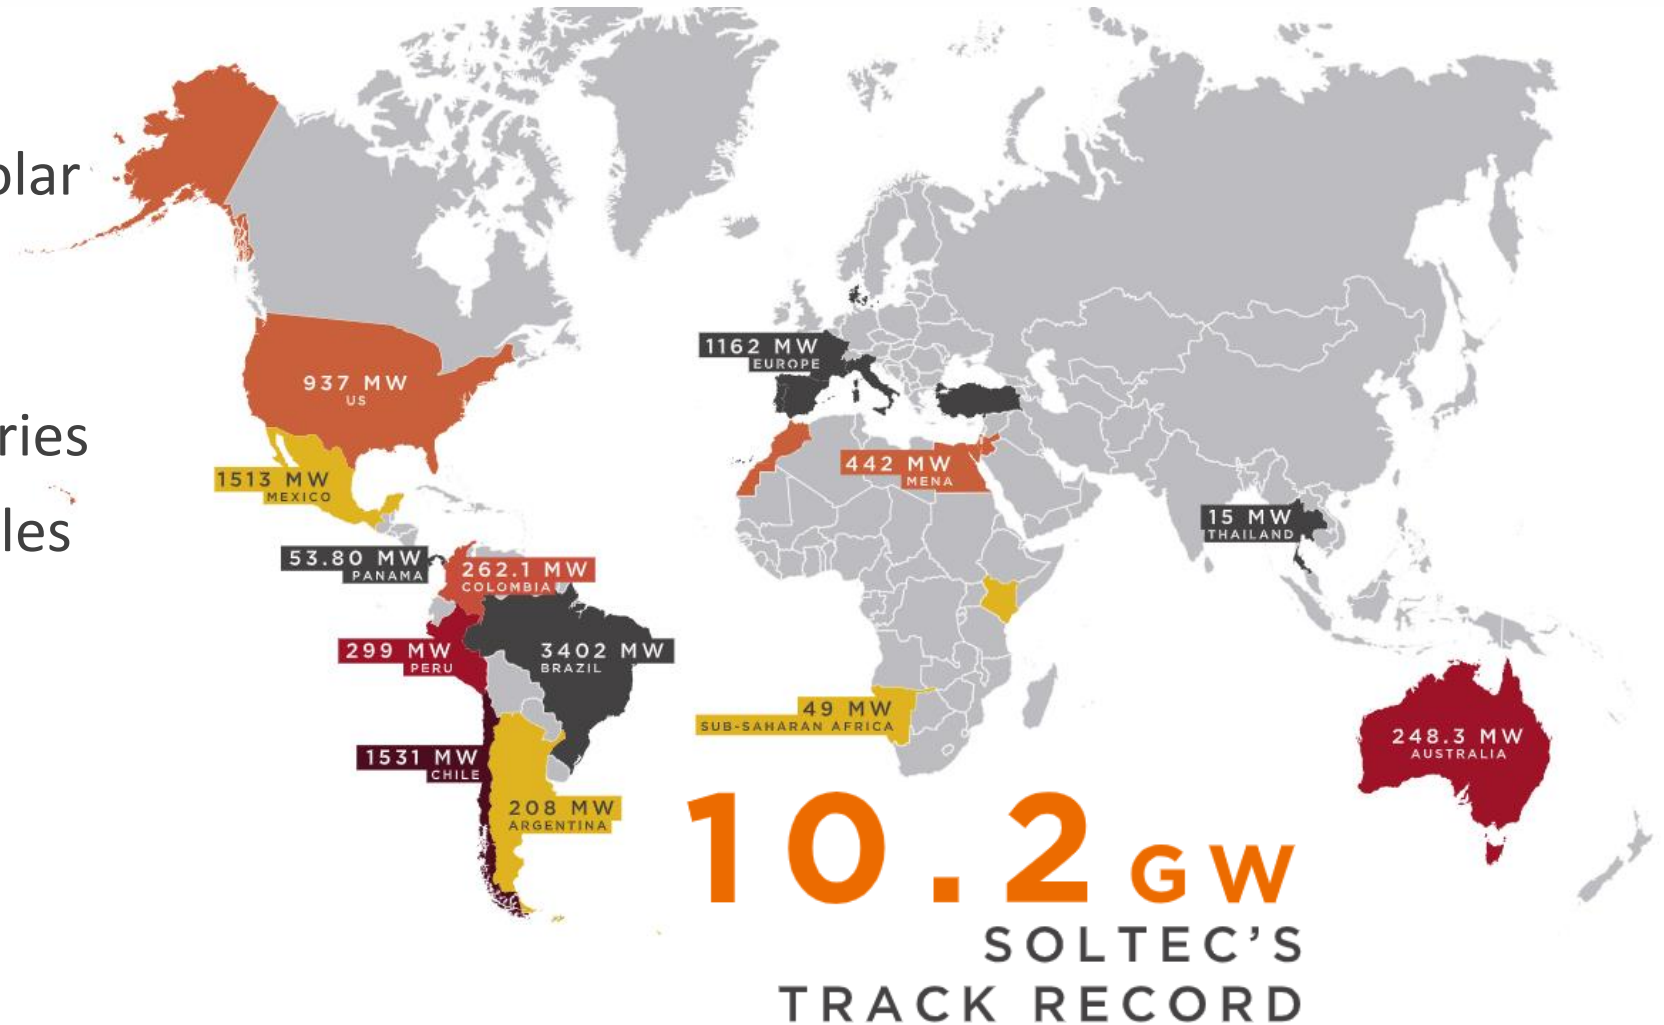 olar
ries
les
937 MW
US
1513 MW
MEXICO
53.80 MW
PANAMA
262.1 MW
COLOMBIA
299 MW
PERU
3402 MW
BRAZIL
1531 MW
CHILE
208 MW
ARGENTINA
1162 MW
EUROPE
442 MW
MENA
49 MW
SUB-SAHARAN AFRICA
15 MW
THAILAND
248.3 MW
AUSTRALIA
10.2 GW
SOLTEC'S
TRACK RECORD